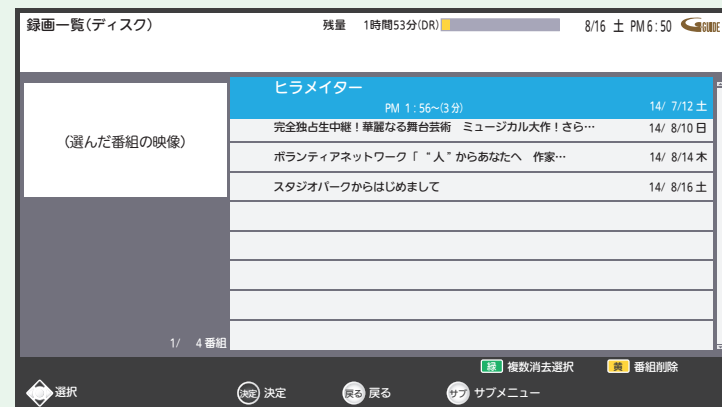 録画一覧(ディスク) 残量 1時間53分(DR) 8/16 土 PM6:50 G GUIDE
ヒラメイター
PM 1:56~(3分) 14/ 7/12 土
(選んだ番組の映像)
完全独占生中継!華麗なる舞台芸術 ミュージカル大作!さら… 14/ 8/10 日
ボランティアネットワーク「“人”からあなたへ 作家… 14/ 8/14 木
スタジオパークからはじめまして 14/ 8/16 土
1/ 4番組
緑 複数消去選択 黄 番組削除
選択 決定 決定 戻る 戻る サブ サブメニュー